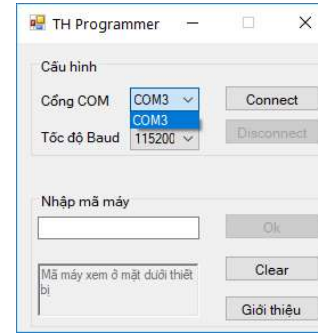 TH Programmer
Cấu hình
Cổng COM COM3 Connect
COM3
Tốc độ Baud 115200 Disconnect
Nhập mã máy
Ok
Mã máy xem ở mặt dưới thiết
bị
Clear
Giới thiệu